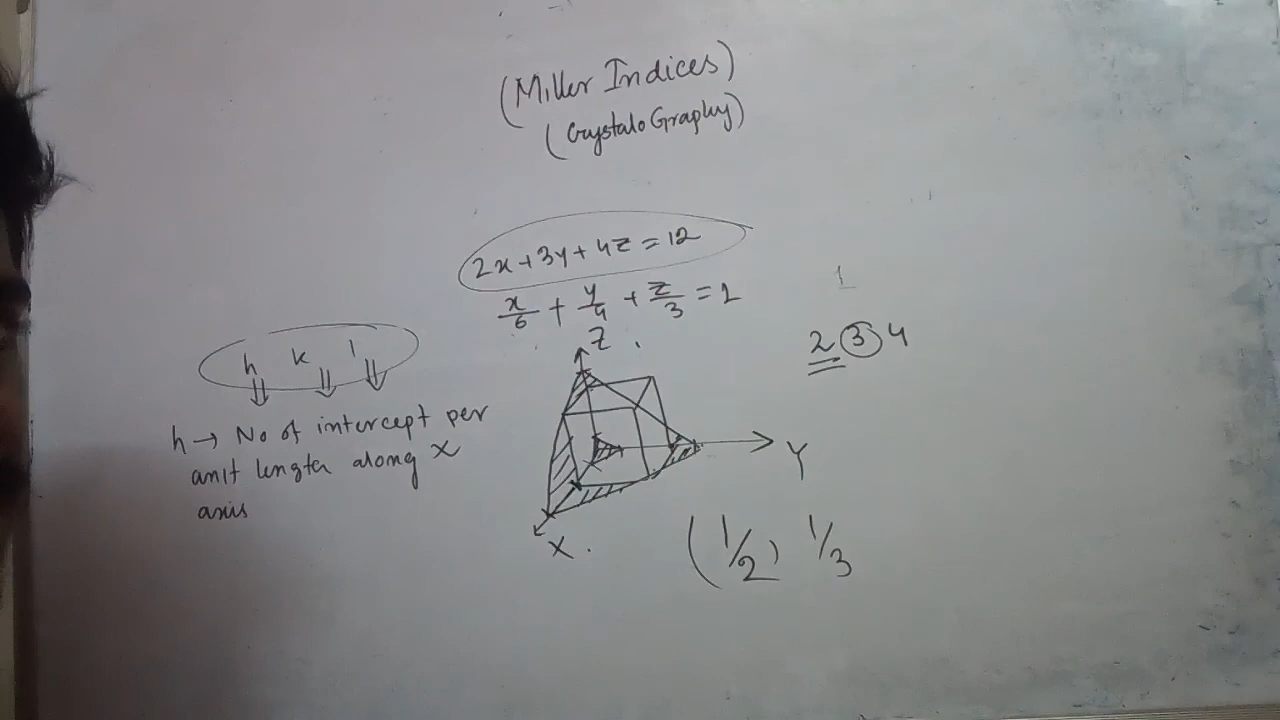 (Miller Indices)
(Crystalo Graphy)
2x+3y+4z=12
x/6 + y/4 + z/3 = 1
h k l
h → No of intercept per
unit length along x
axis
Z
Y
X
1
2 3 4
(1/2, 1/3